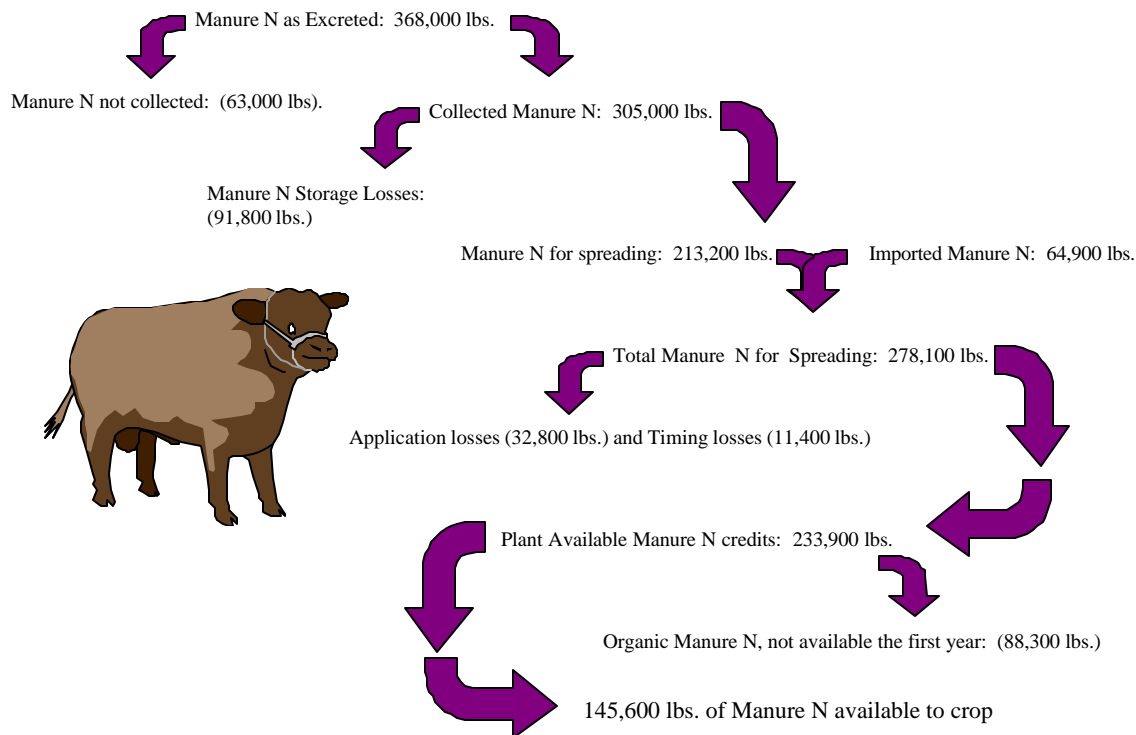 Manure N as Excreted: 368,000 lbs.
Manure N not collected: (63,000 lbs).
Collected Manure N: 305,000 lbs.
Manure N Storage Losses:
(91,800 lbs.)
Manure N for spreading: 213,200 lbs.
Imported Manure N: 64,900 lbs.
Total Manure N for Spreading: 278,100 lbs.
Application losses (32,800 lbs.) and Timing losses (11,400 lbs.)
Plant Available Manure N credits: 233,900 lbs.
Organic Manure N, not available the first year: (88,300 lbs.)
145,600 lbs. of Manure N available to crop